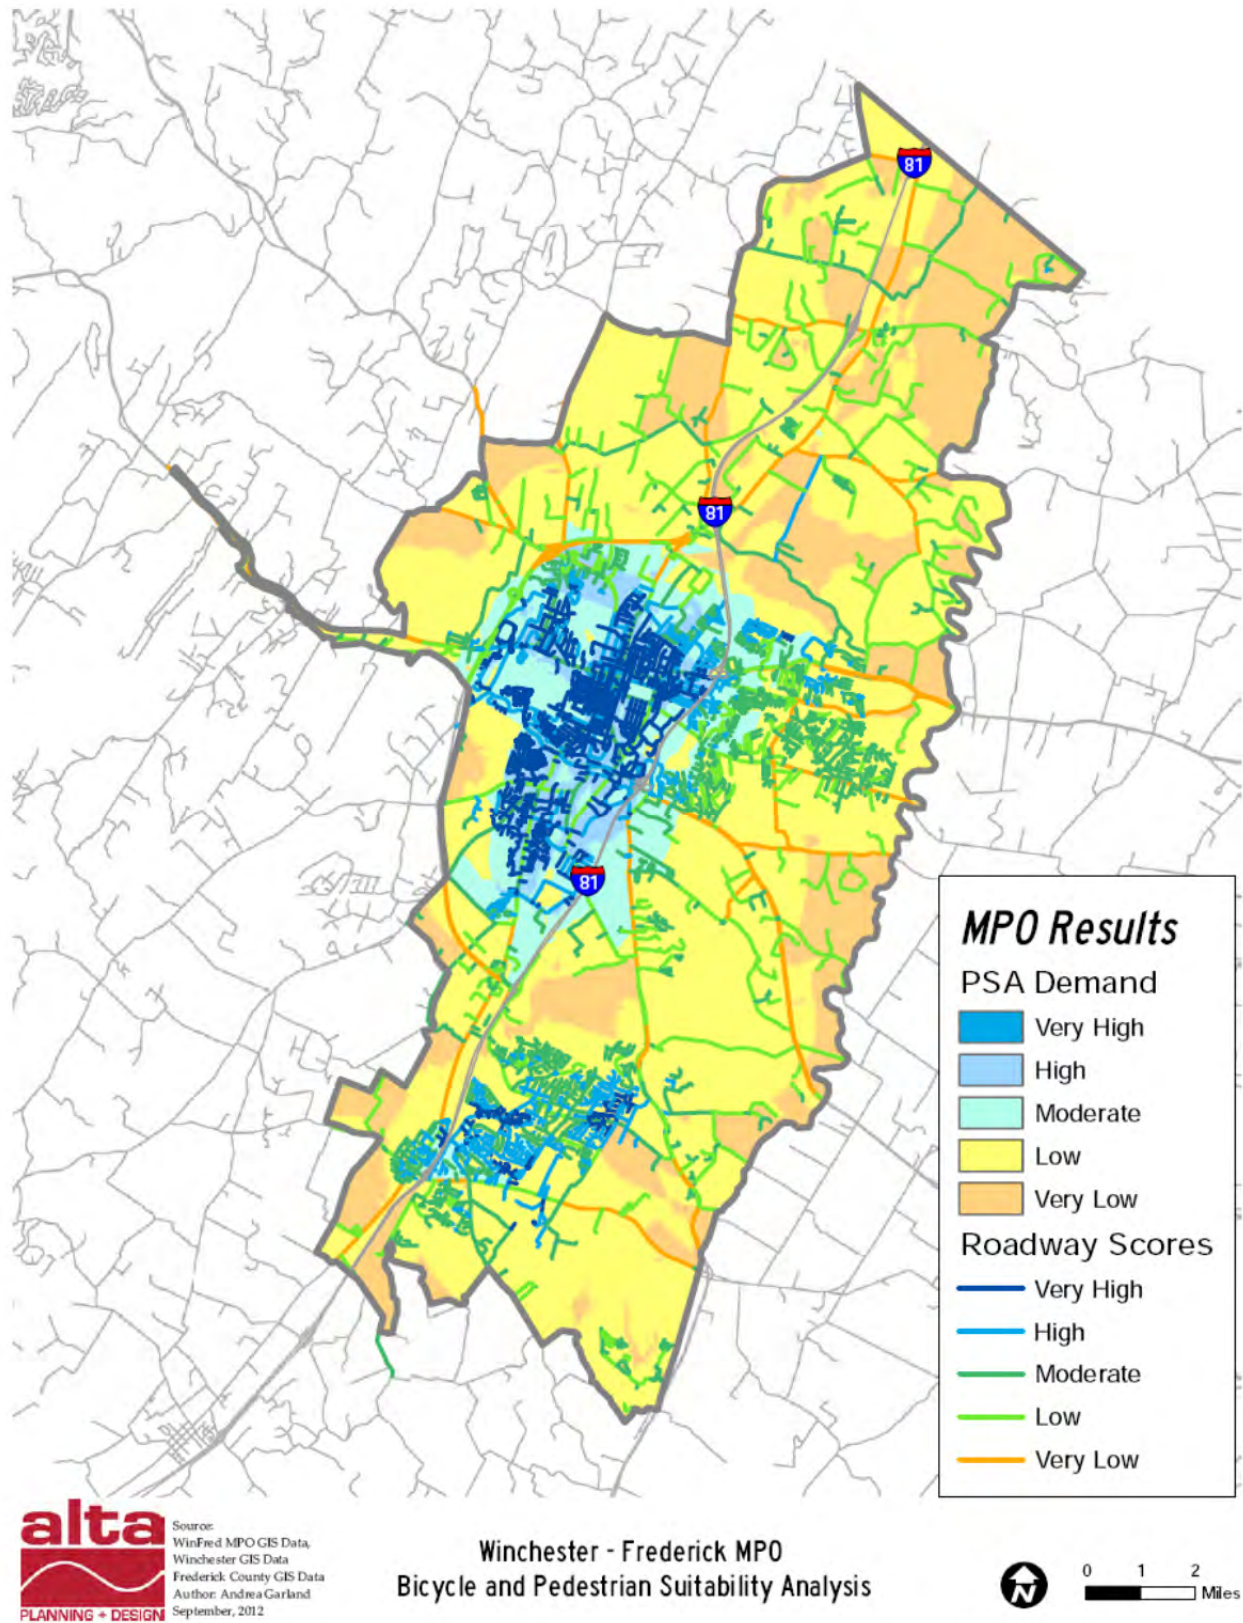 81
81
81
MPO Results
PSA Demand
Very High
High
Moderate
Low
Very Low
Roadway Scores
Very High
High
Moderate
Low
Very Low
alta
PLANNING + DESIGN
Source:
WinFred MPO GIS Data,
Winchester GIS Data
Frederick County GIS Data
Author: Andrea Garland
September, 2012
Winchester - Frederick MPO
Bicycle and Pedestrian Suitability Analysis
N
0 1 2
Miles